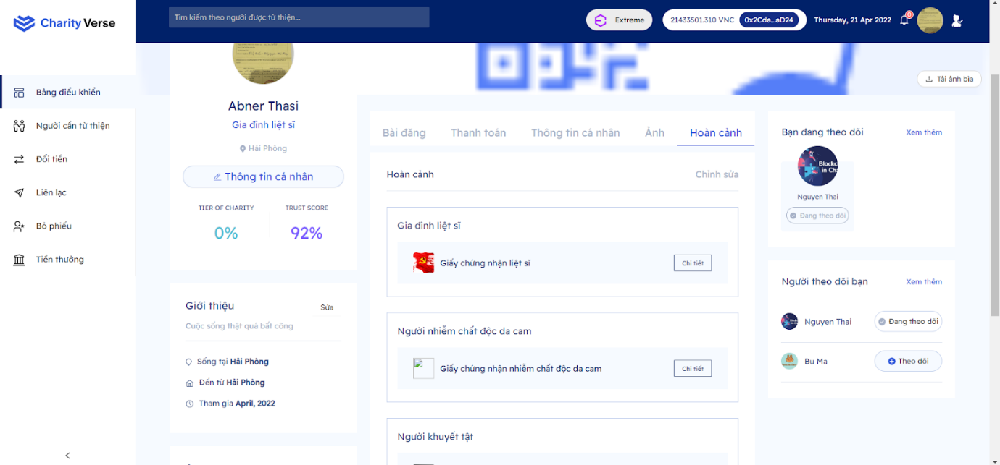 Charity Verse
Tìm kiếm theo người được từ thiện...
Extreme
21433501.310 VNC
0x2Cda...aD24
Thursday, 21 Apr 2022
0
Bảng điều khiển
Người cần từ thiện
Đổi tiền
Liên lạc
Bỏ phiếu
Tiền thưởng
Tải ảnh bìa
Abner Thasi
Gia đình liệt sĩ
Hải Phòng
Thông tin cá nhân
TIER OF CHARITY
TRUST SCORE
0%
92%
Giới thiệu
Sửa
Cuộc sống thật quá bất công
Sống tại Hải Phòng
Đến từ Hải Phòng
Tham gia April, 2022
Bài đăng
Thanh toán
Thông tin cá nhân
Ảnh
Hoàn cảnh
Hoàn cảnh
Chỉnh sửa
Gia đình liệt sĩ
Giấy chứng nhận liệt sĩ
Chi tiết
Người nhiễm chất độc da cam
Giấy chứng nhận nhiễm chất độc da cam
Chi tiết
Người khuyết tật
Bạn đang theo dõi
Xem thêm
Blockc
in Cha
Nguyen Thai
Đang theo dõi
Người theo dõi bạn
Xem thêm
Nguyen Thai
Đang theo dõi
Bu Ma
Theo dõi